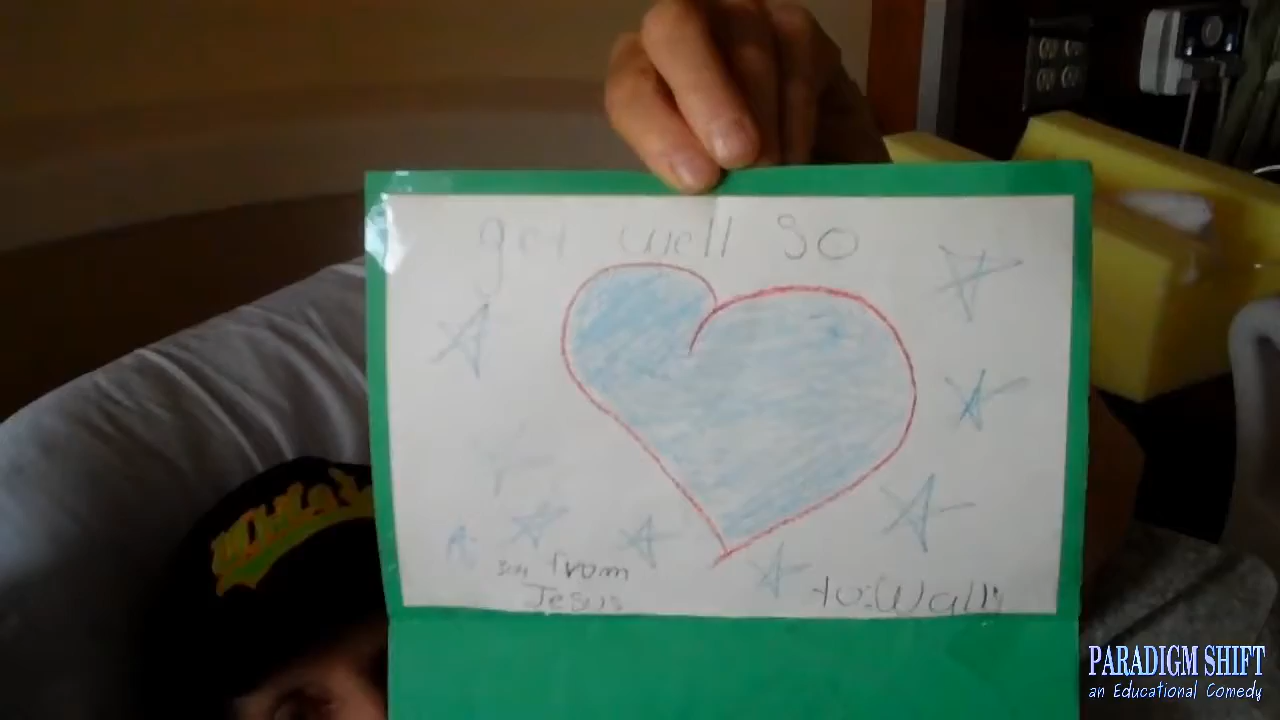 get well so
from
Jesus
to: Wally
PARADIGM SHIFT
an Educational Comedy